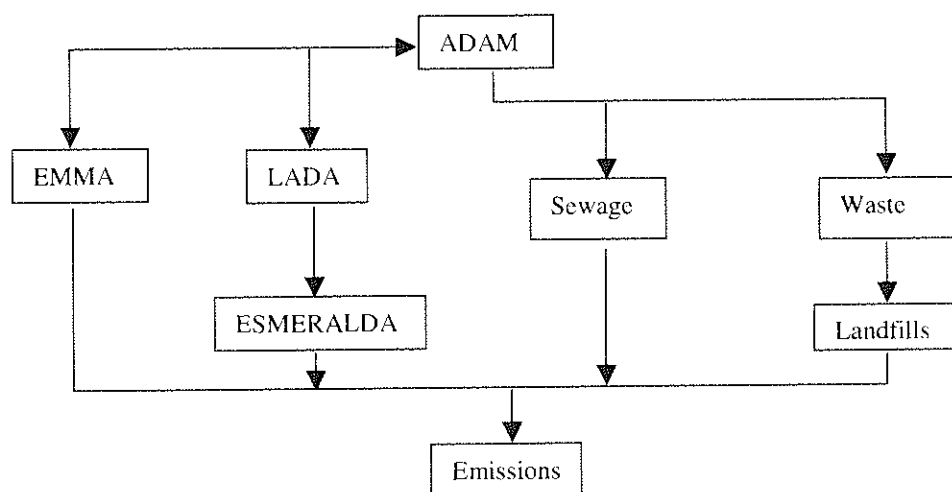 ADAM
EMMA
LADA
Sewage
Waste
ESMERALDA
Landfills
Emissions